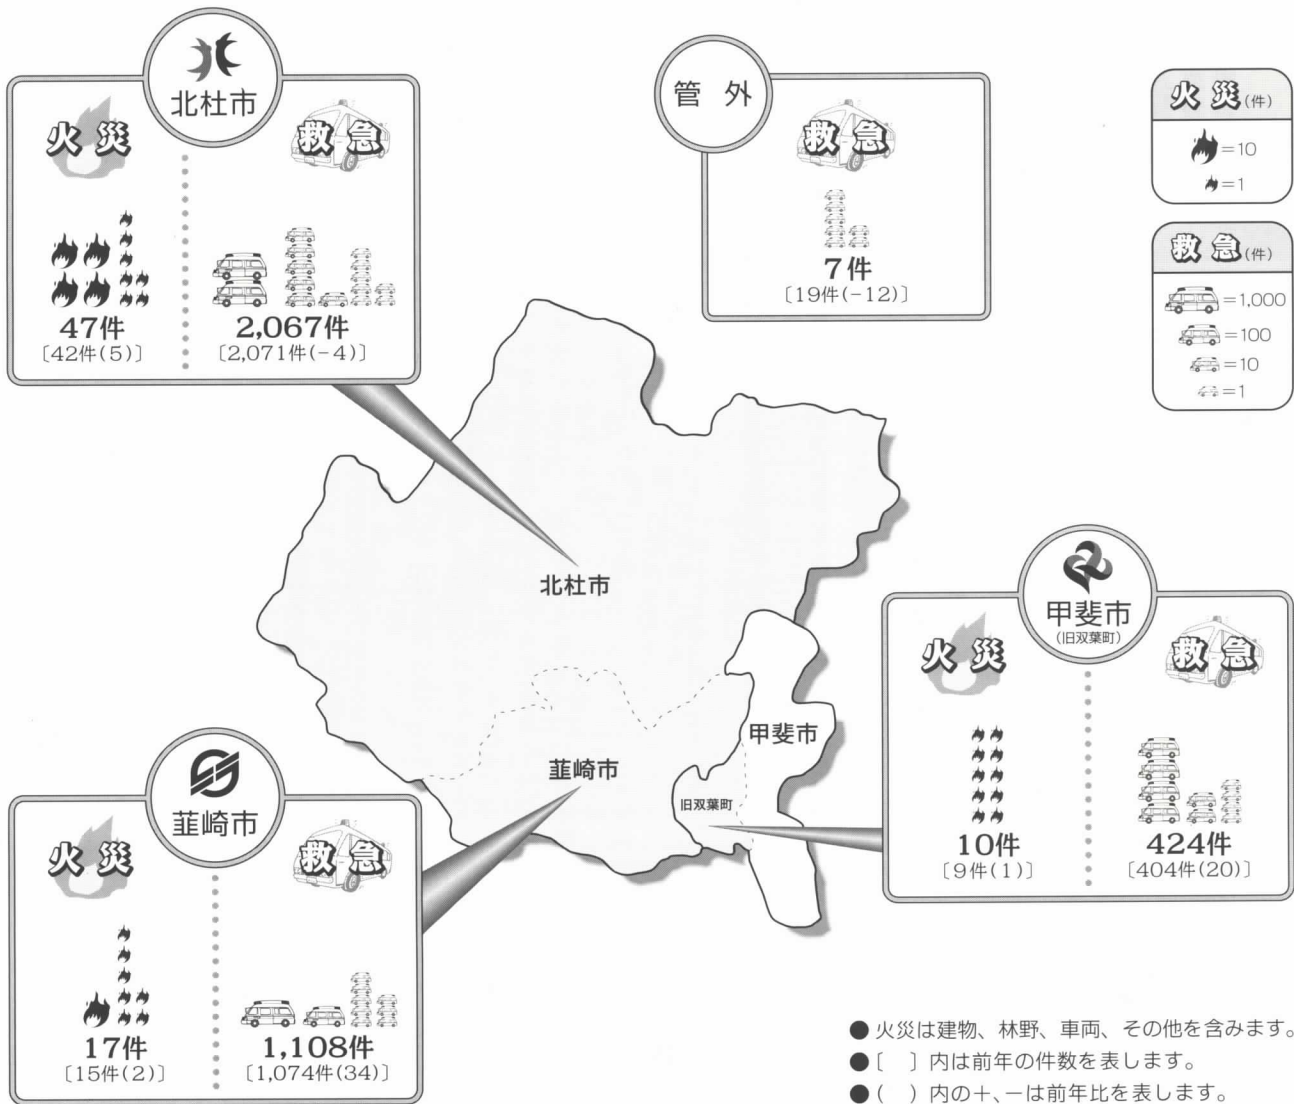 北杜市
火災
救急
47件
〔42件(5)〕
2,067件
〔2,071件(-4)〕
管 外
救急
7件
〔19件(-12)〕
火災(件)
=10
=1
救急(件)
=1,000
=100
=10
=1
北杜市
甲斐市
韮崎市
旧双葉町
甲斐市
(旧双葉町)
火災
救急
10件
〔9件(1)〕
424件
〔404件(20)〕
韮崎市
火災
救急
17件
〔15件(2)〕
1,108件
〔1,074件(34)〕
●火災は建物、林野、車両、その他を含みます。
●〔 〕内は前年の件数を表します。
●( )内の+、-は前年比を表します。